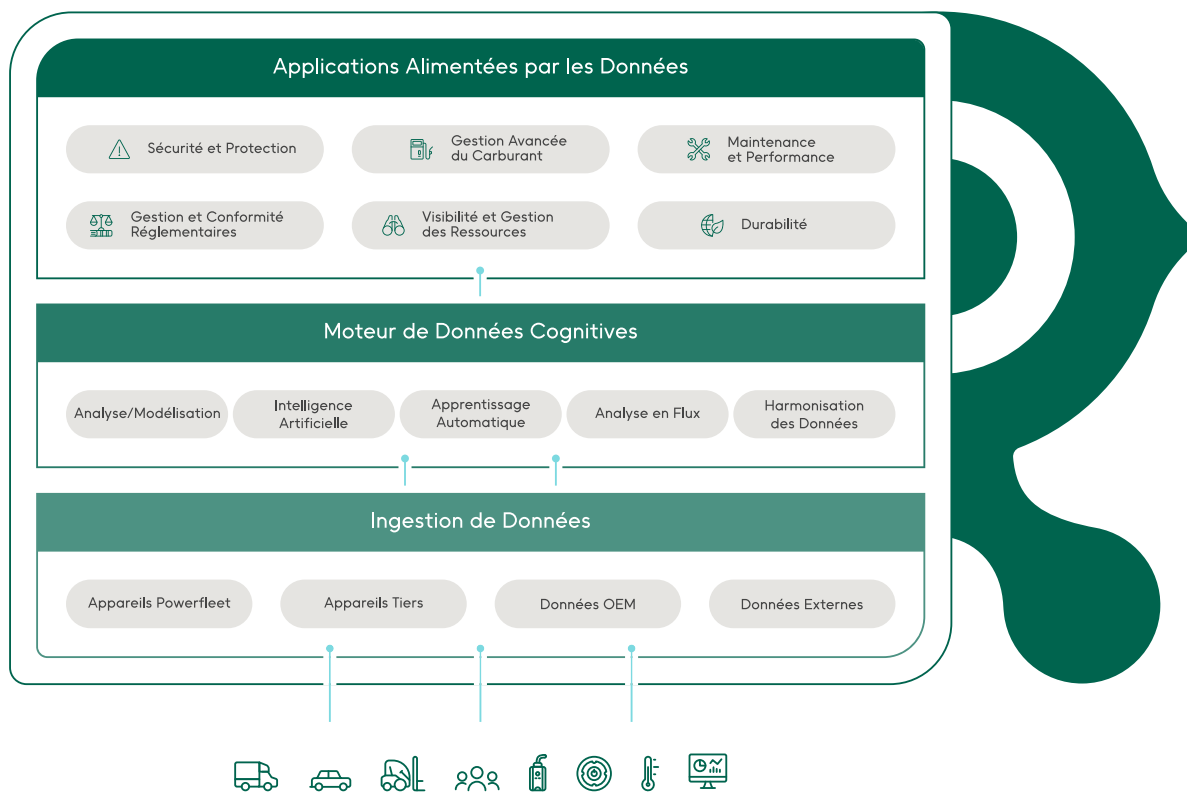 Applications Alimentées par les Données
Sécurité et Protection
Gestion Avancée
du Carburant
Maintenance
et Performance
Gestion et Conformité
Réglementaires
Visibilité et Gestion
des Ressources
Durabilité
Moteur de Données Cognitives
Analyse/Modélisation
Intelligence
Artificielle
Apprentissage
Automatique
Analyse en Flux
Harmonisation
des Données
Ingestion de Données
Appareils Powerfleet
Appareils Tiers
Données OEM
Données Externes